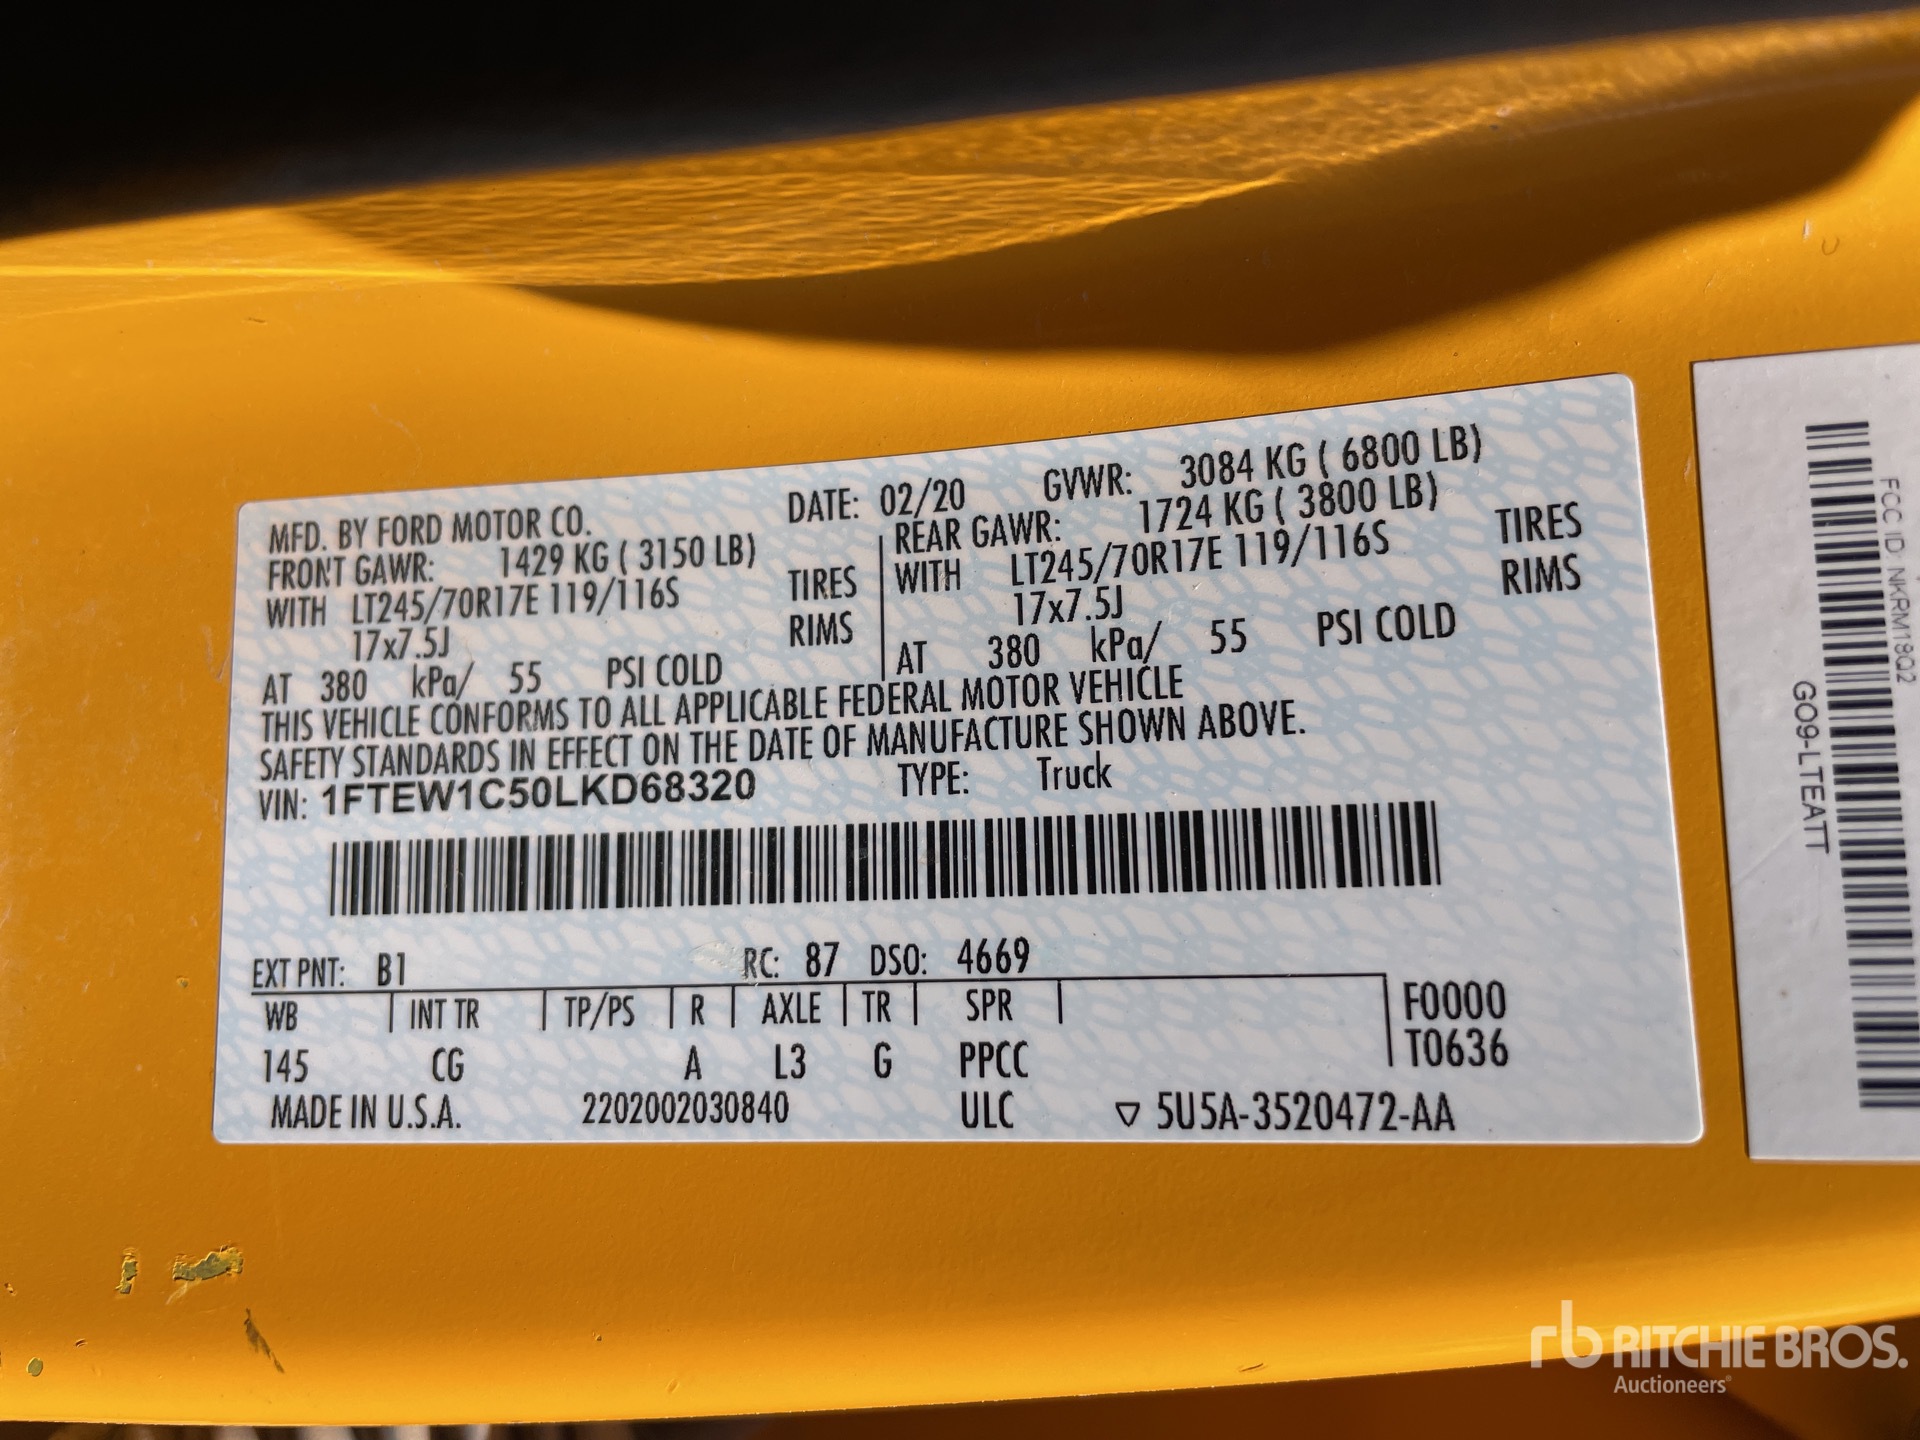 MFD. BY FORD MOTOR CO. DATE: 02/20 GVWR: 3084 KG ( 6800 LB)
FRONT GAWR: 1429 KG ( 3150 LB) REAR GAWR: 1724 KG ( 3800 LB)
WITH LT245/70R17E 119/116S TIRES WITH LT245/70R17E 119/116S TIRES
17x7.5J RIMS 17x7.5J RIMS
AT 380 kPa/ 55 PSI COLD AT 380 kPa/ 55 PSI COLD
THIS VEHICLE CONFORMS TO ALL APPLICABLE FEDERAL MOTOR VEHICLE
SAFETY STANDARDS IN EFFECT ON THE DATE OF MANUFACTURE SHOWN ABOVE.
VIN: 1FTEW1C50LKD68320 TYPE: Truck
EXT PNT: B1 RC: 87 DSO: 4669
WB INT TR TP/PS R AXLE TR SPR F0000
145 CG A L3 G PPCC T0636
MADE IN U.S.A. 2202002030840 ULC ▽ 5U5A-3520472-AA
FCC ID: NKRM18Q2
GO9-LTEATT
rb RITCHIE BROS.
Auctioneers